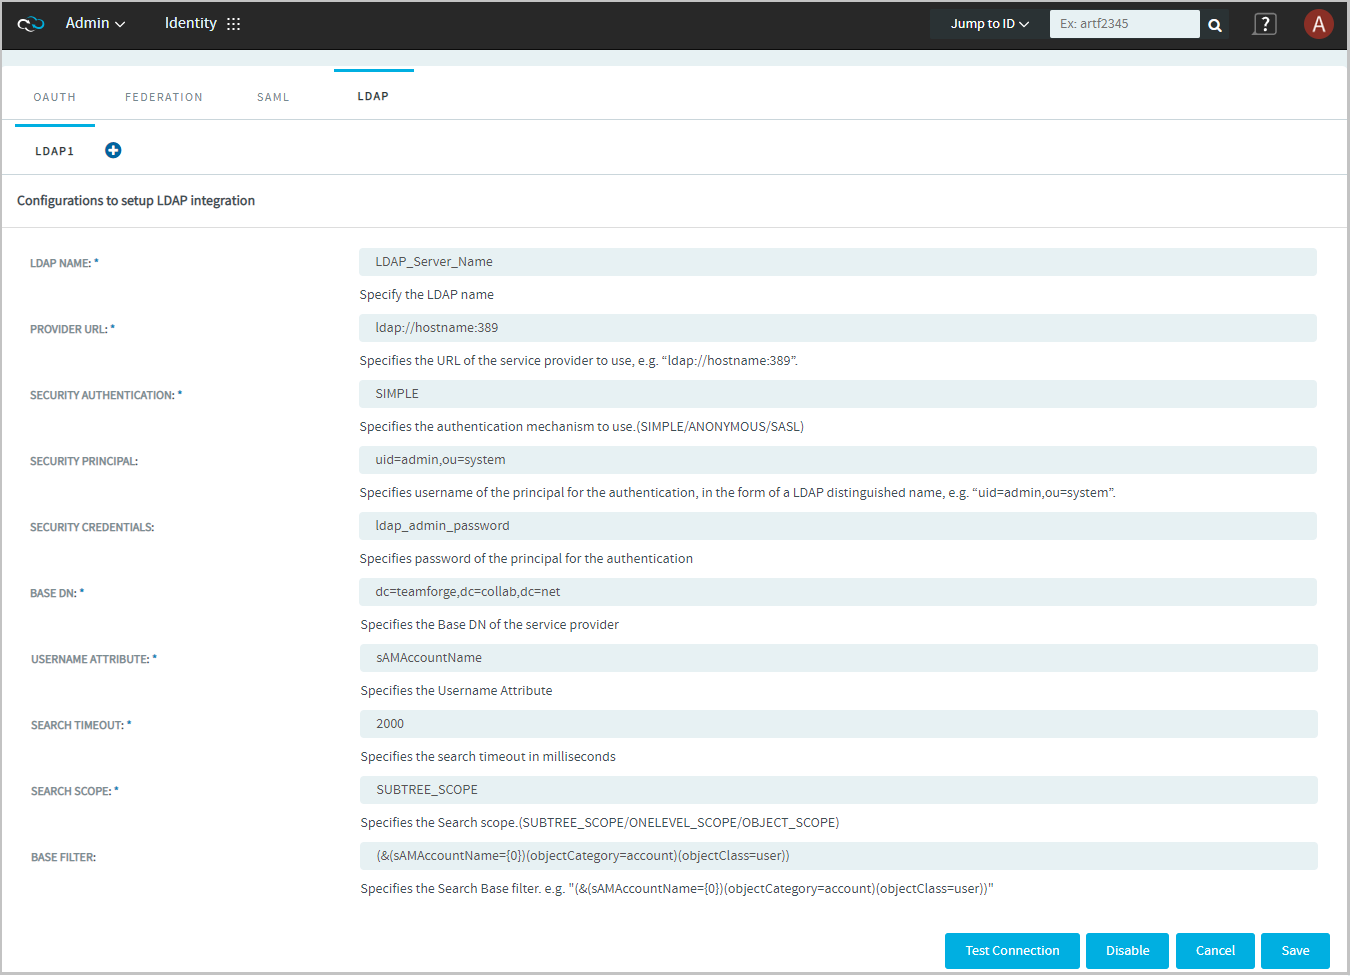 Admin Identity Jump to ID Ex: artf2345 ? A
OAUTH FEDERATION SAML LDAP
LDAP1
Configurations to setup LDAP integration
LDAP NAME: * LDAP_Server_Name
Specify the LDAP name
PROVIDER URL: * ldap://hostname:389
Specifies the URL of the service provider to use, e.g. “ldap://hostname:389”.
SECURITY AUTHENTICATION: * SIMPLE
Specifies the authentication mechanism to use.(SIMPLE/ANONYMOUS/SASL)
SECURITY PRINCIPAL: uid=admin,ou=system
Specifies username of the principal for the authentication, in the form of a LDAP distinguished name, e.g. “uid=admin,ou=system”.
SECURITY CREDENTIALS: ldap_admin_password
Specifies password of the principal for the authentication
BASE DN: * dc=teamforge,dc=collab,dc=net
Specifies the Base DN of the service provider
USERNAME ATTRIBUTE: * sAMAccountName
Specifies the Username Attribute
SEARCH TIMEOUT: * 2000
Specifies the search timeout in milliseconds
SEARCH SCOPE: * SUBTREE_SCOPE
Specifies the Search scope.(SUBTREE_SCOPE/ONELEVEL_SCOPE/OBJECT_SCOPE)
BASE FILTER: (&(sAMAccountName={0})(objectCategory=account)(objectClass=user))
Specifies the Search Base filter. e.g. "(&(sAMAccountName={0})(objectCategory=account)(objectClass=user))"
Test Connection Disable Cancel Save